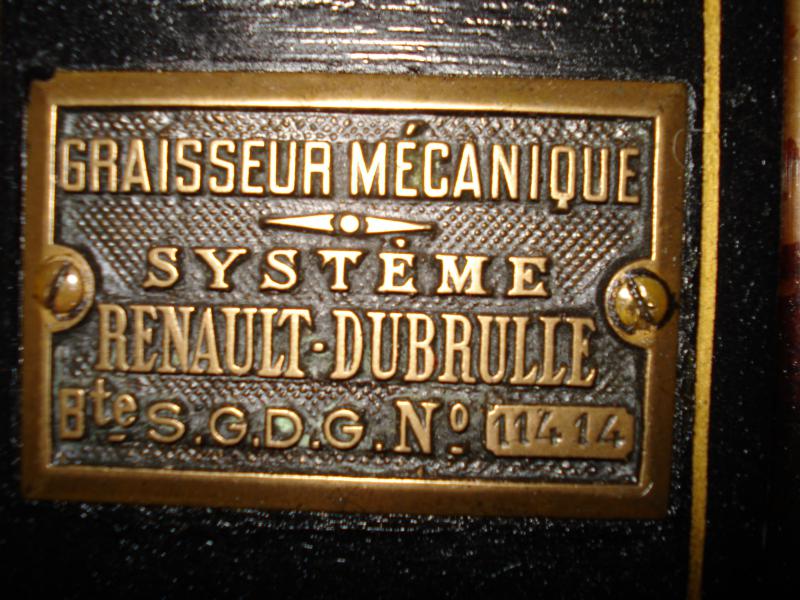 GRAISSEUR MÉCANIQUE
SYSTÈME
RENAULT-DUBRULLE
Bte S.G.D.G. No 11414